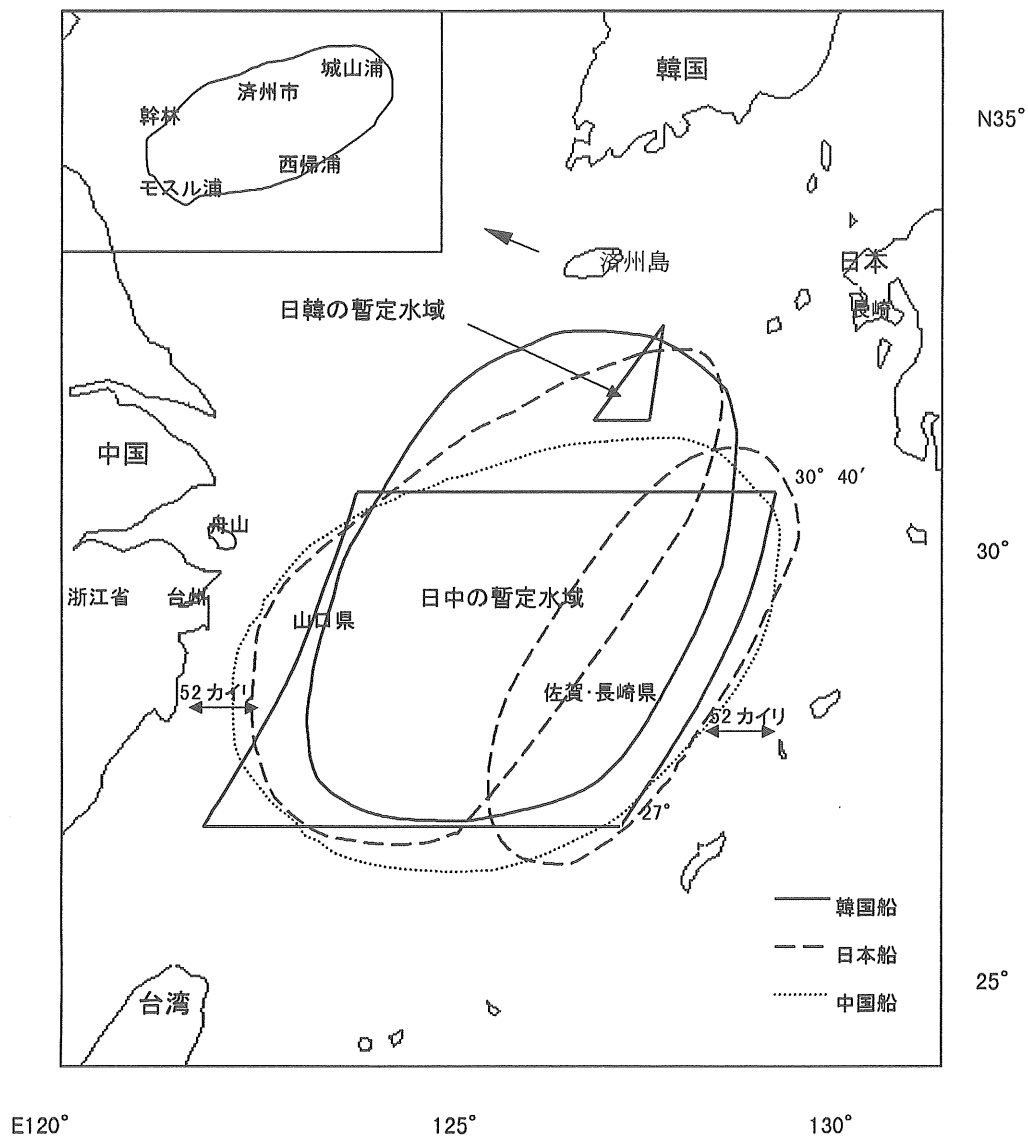 城山浦
済州市
幹林
西帰浦
モスル浦
韓国
N35°
済州島
日本
長崎
日韓の暫定水域
中国
30° 40′
舟山
30°
浙江省
台州
日中の暫定水域
山口県
52カイリ
佐賀・長崎県
52カイリ
27°
韓国船
日本船
25°
中国船
台湾
E120°
125°
130°